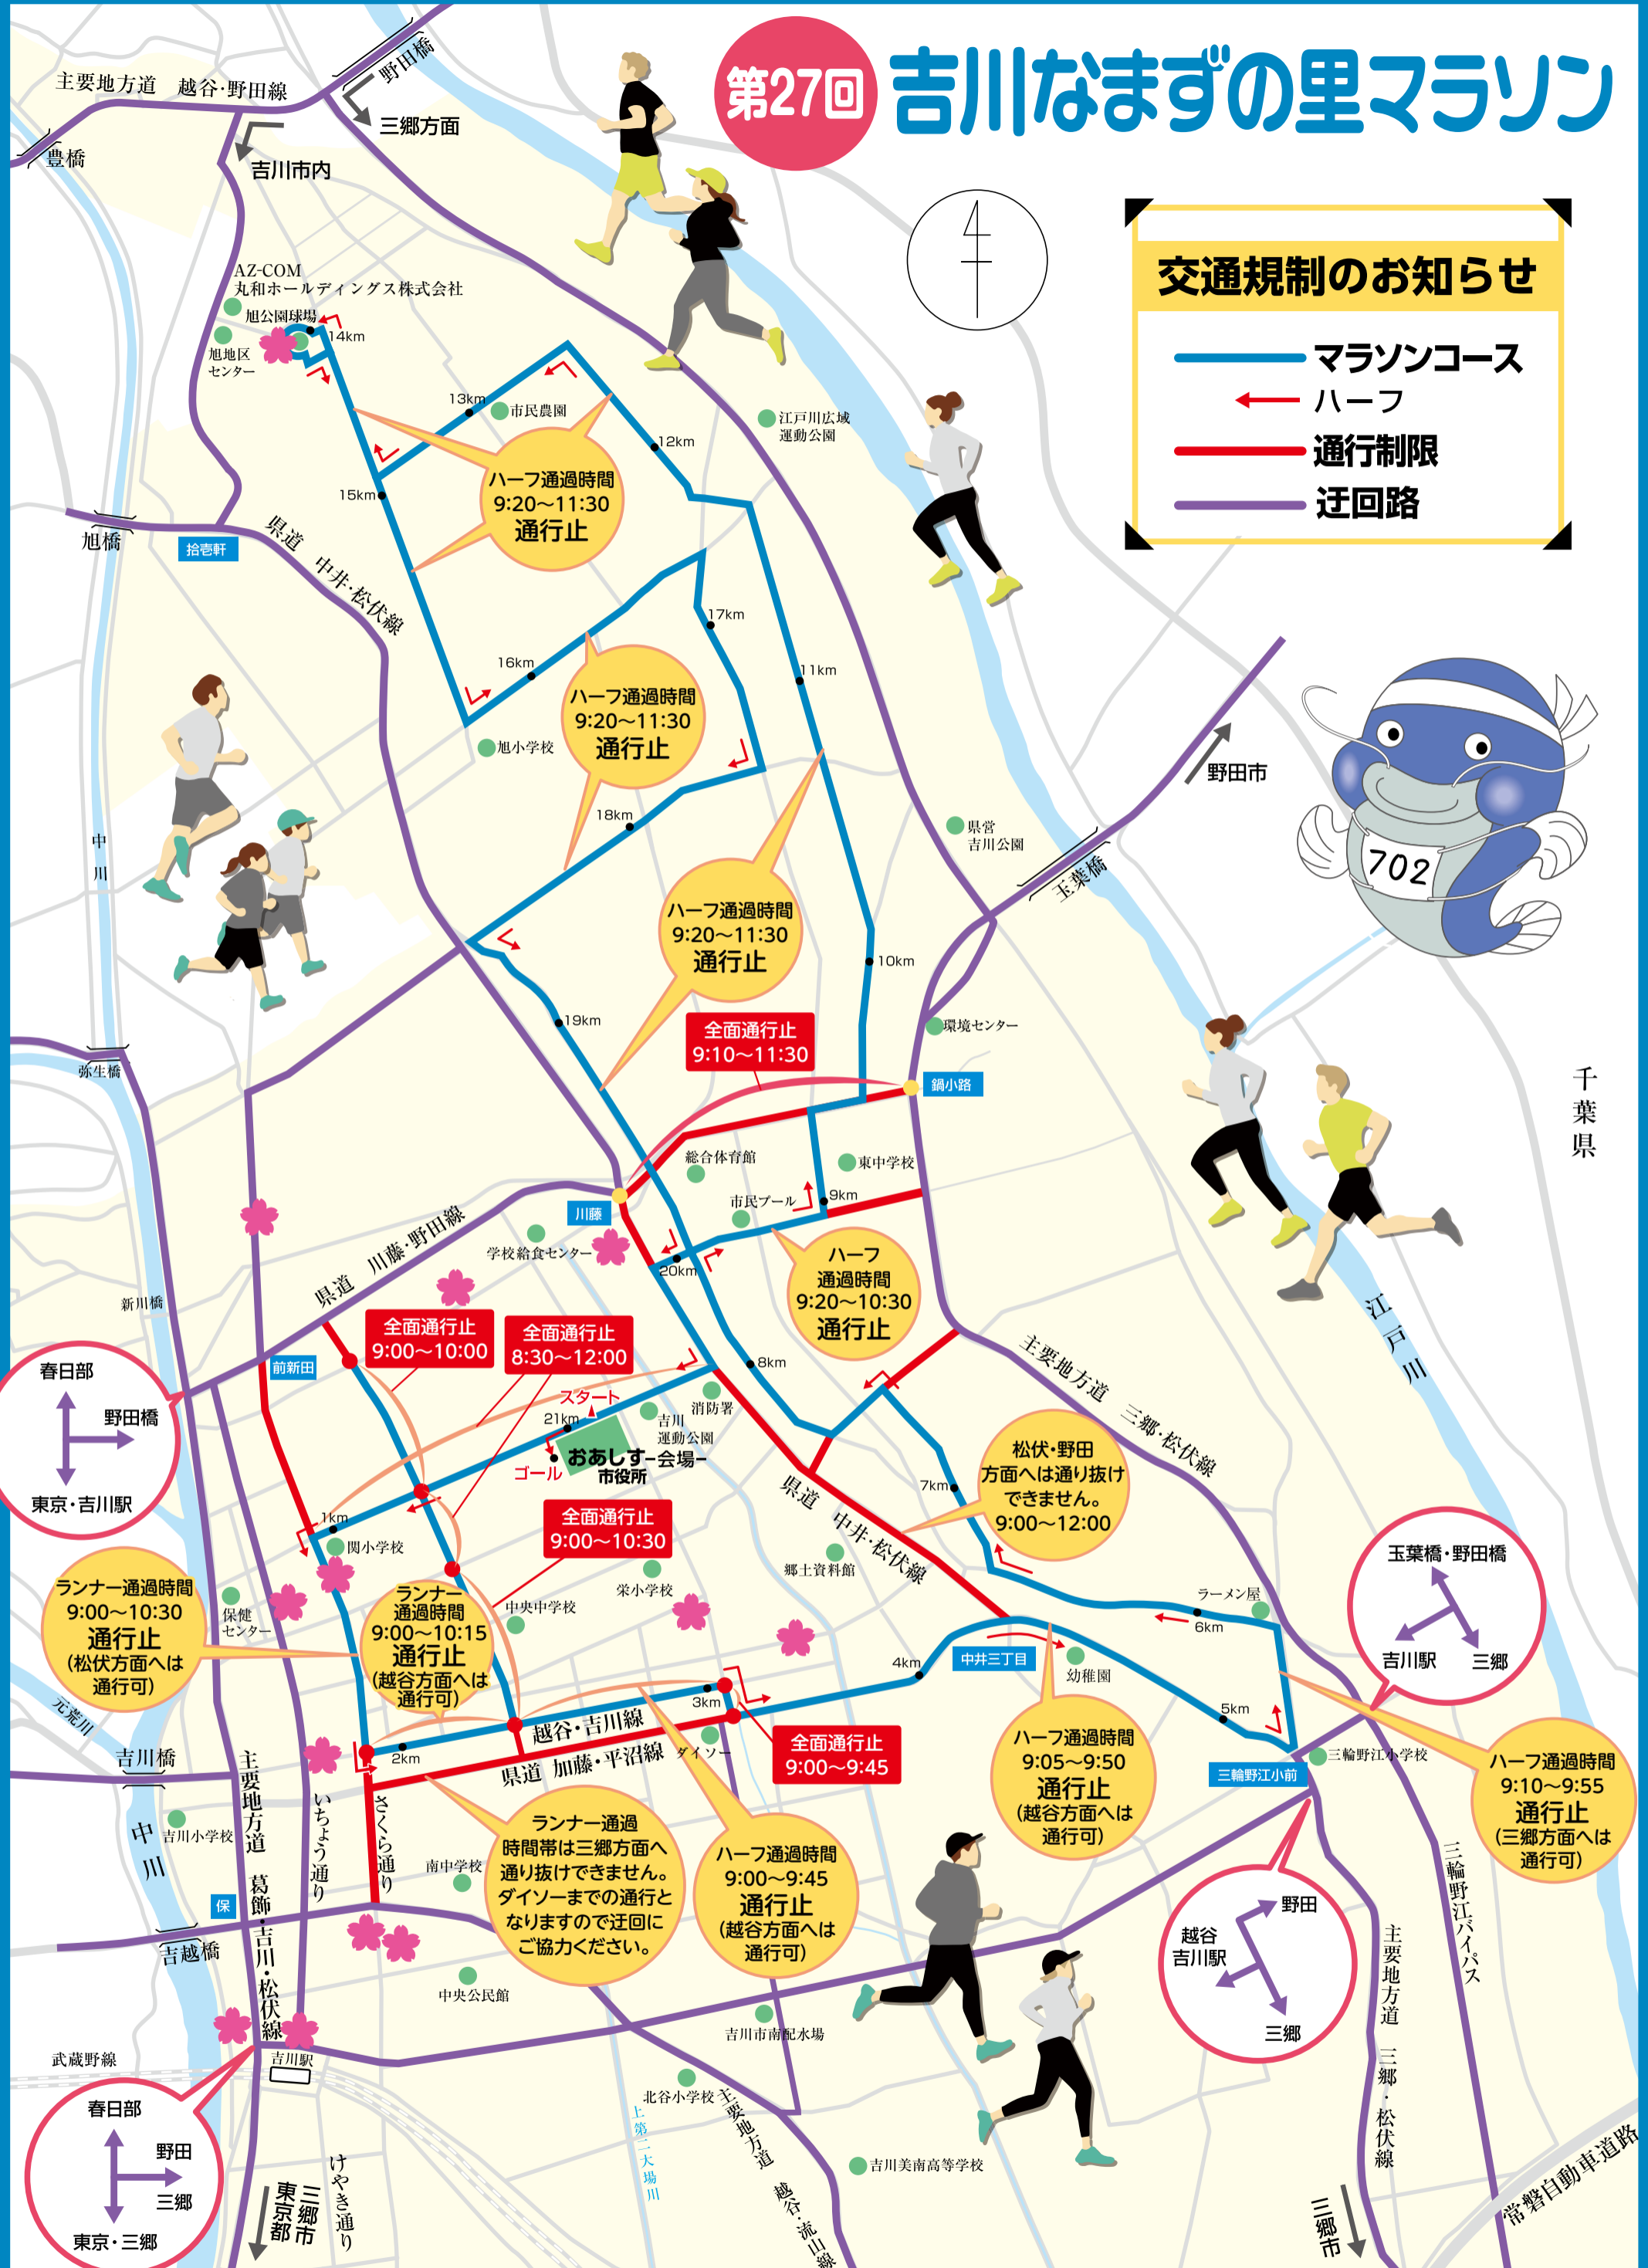 第27回 吉川なまずの里マラソン
交通規制のお知らせ
マラソンコース
ハーフ
通行制限
迂回路
主要地方道 越谷・野田線
野田橋
三郷方面
豊橋
吉川市内
AZ-COM
丸和ホールディングス株式会社
旭公園球場
14km
旭地区
センター
13km
市民農園
12km
江戸川広域
運動公園
ハーフ通過時間
9:20〜11:30
通行止
15km
旭橋
拾壱軒
県道 中井・松伏線
17km
16km
11km
ハーフ通過時間
9:20〜11:30
通行止
旭小学校
野田市
702
18km
中川
県営
吉川公園
玉葉橋
ハーフ通過時間
9:20〜11:30
通行止
10km
19km
全面通行止
9:10〜11:30
環境センター
弥生橋
鍋小路
千葉県
総合体育館
東中学校
市民プール
9km
川藤
県道 川藤・野田線
学校給食センター
20km
ハーフ
通過時間
9:20〜10:30
通行止
新川橋
江戸川
全面通行止
9:00〜10:00
全面通行止
8:30〜12:00
前新田
8km
主要地方道 三郷・松伏線
春日部
野田橋
東京・吉川駅
スタート
21km
消防署
吉川
運動公園
おあしす-会場-
市役所
ゴール
松伏・野田
方面へは通り抜け
できません。
9:00〜12:00
7km
県道 中井・松伏線
全面通行止
9:00〜10:30
1km
関小学校
郷土資料館
栄小学校
玉葉橋・野田橋
吉川駅
三郷
ランナー通過時間
9:00〜10:30
通行止
(松伏方面へは
通行可)
保健
センター
ランナー
通過時間
9:00〜10:15
通行止
(越谷方面へは
通行可)
中央中学校
ラーメン屋
6km
中井三丁目
4km
幼稚園
3km
5km
元荒川
越谷・吉川線
ダイソー
2km
県道 加藤・平沼線
全面通行止
9:00〜9:45
ハーフ通過時間
9:05〜9:50
通行止
(越谷方面へは
通行可)
三輪野江小学校
三輪野江小前
ハーフ通過時間
9:10〜9:55
通行止
(三郷方面へは
通行可)
吉川橋
主要地方道 葛飾・吉川・松伏線
いちょう通り
さくら通り
中川
吉川小学校
南中学校
ランナー通過
時間帯は三郷方面へ
通り抜けできません。
ダイソーまでの通行と
なりますので迂回に
ご協力ください。
ハーフ通過時間
9:00〜9:45
通行止
(越谷方面へは
通行可)
三輪野江バイパス
保
吉越橋
野田
越谷
吉川駅
三郷
主要地方道 三郷・松伏線
中央公民館
吉川市南配水場
武蔵野線
吉川駅
北谷小学校
上第二大場川
主要地方道 越谷・流山線
吉川美南高等学校
春日部
野田
三郷
東京・三郷
三郷市
東京都
けやき通り
三郷市
常磐自動車道路